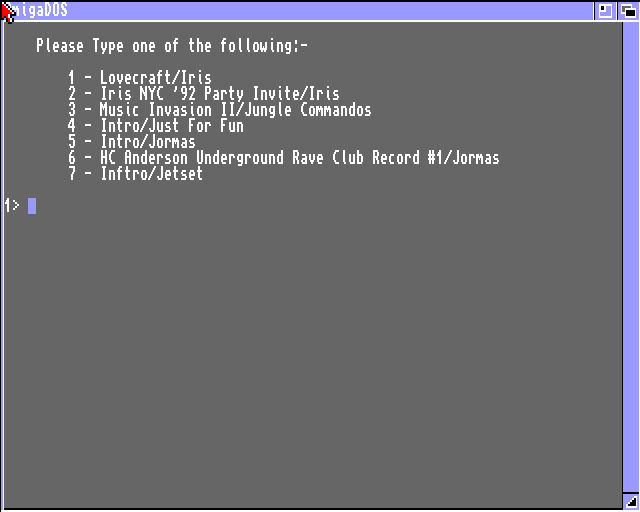 migaDOS
Please Type one of the following:-
1 - Lovecraft/Iris
2 - Iris NYC '92 Party Invite/Iris
3 - Music Invasion II/Jungle Commandos
4 - Intro/Just For Fun
5 - Intro/Jormas
6 - HC Anderson Underground Rave Club Record #1/Jormas
7 - Inftro/Jetset
1>